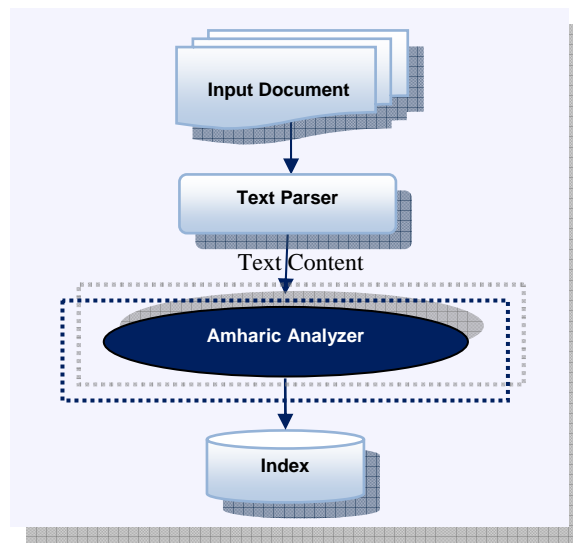 Input Document
Text Parser
Text Content
Amharic Analyzer
Index